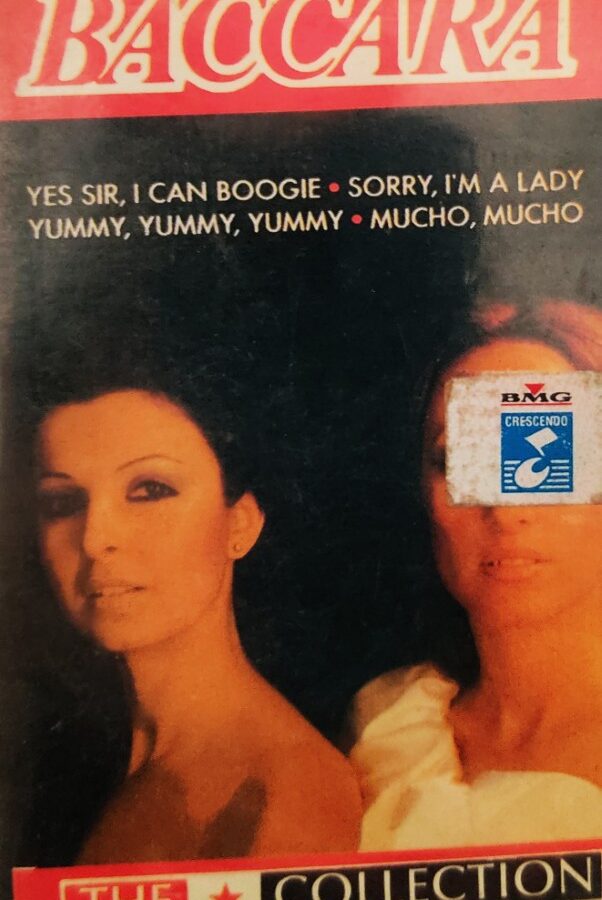 BACCARA
YES SIR, I CAN BOOGIE • SORRY, I'M A LADY
YUMMY, YUMMY, YUMMY • MUCHO, MUCHO
BMG
CRESCENDO
THE ★ COLLECTION